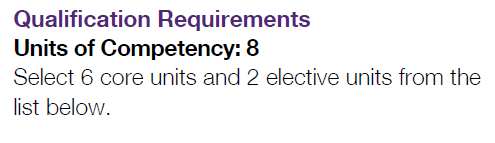 Qualification Requirements
Units of Competency: 8
Select 6 core units and 2 elective units from the
list below.